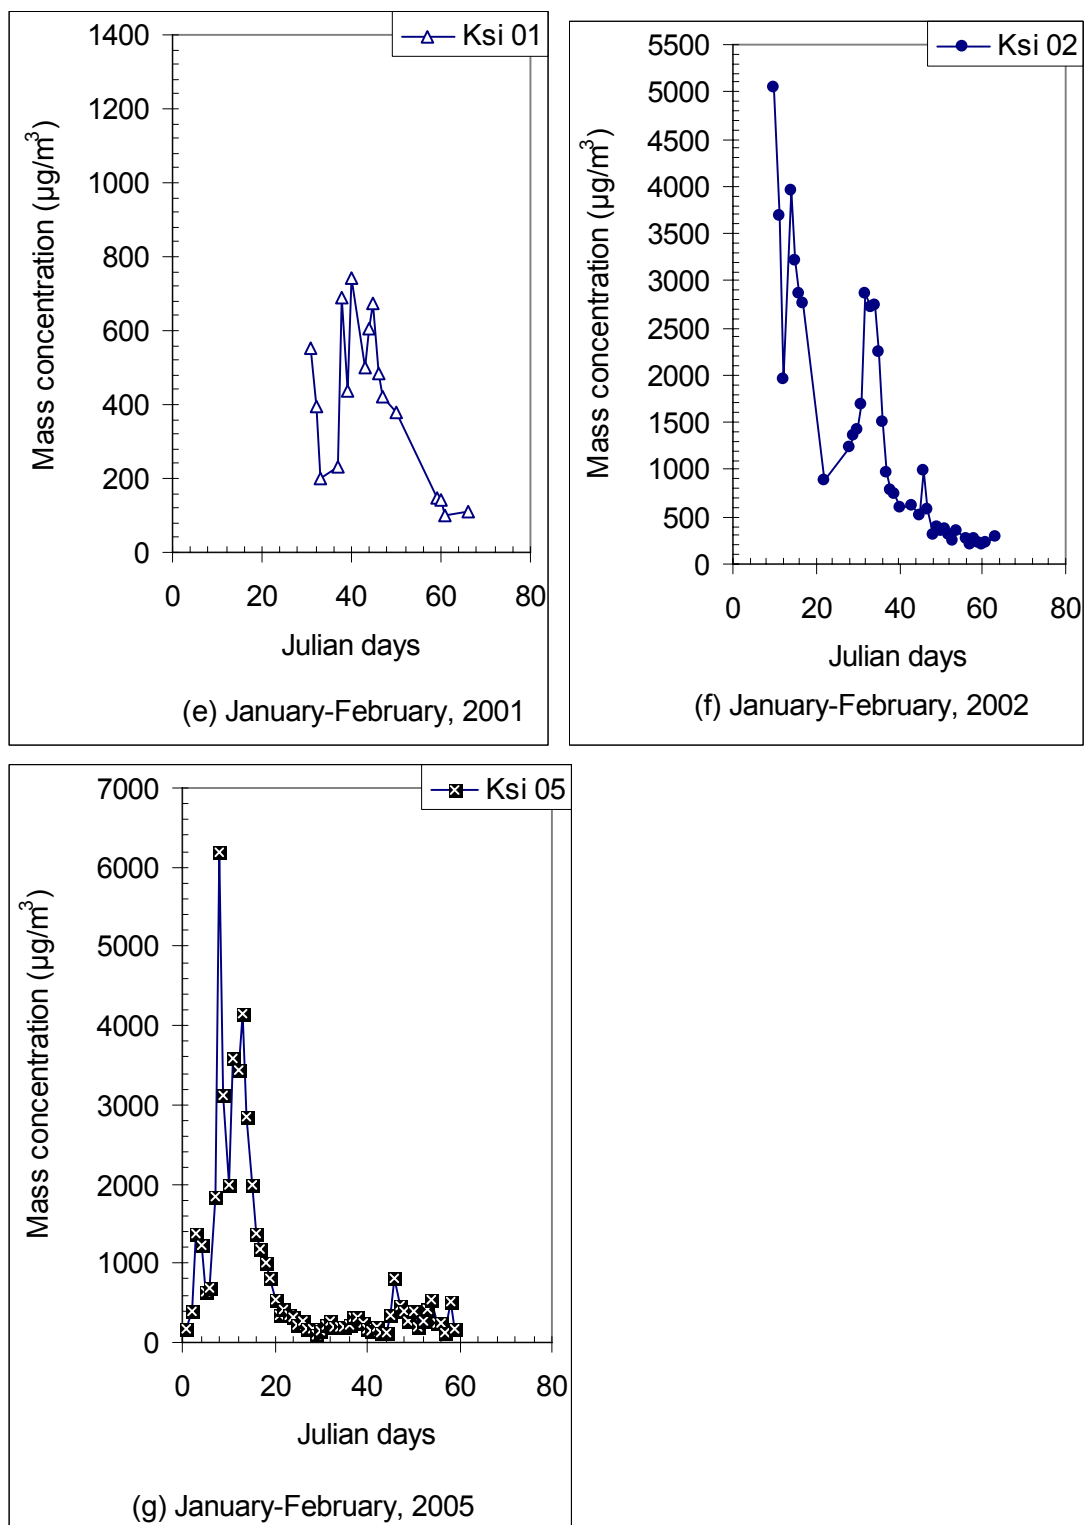 Ksi 01
1400
1200
1000
800
600
400
200
0
Mass concentration (µg/m³)
0 20 40 60 80
Julian days
(e) January-February, 2001
Ksi 02
5500
5000
4500
4000
3500
3000
2500
2000
1500
1000
500
0
Mass concentration (µg/m³)
0 20 40 60 80
Julian days
(f) January-February, 2002
Ksi 05
7000
6000
5000
4000
3000
2000
1000
0
Mass concentration (µg/m³)
0 20 40 60 80
Julian days
(g) January-February, 2005